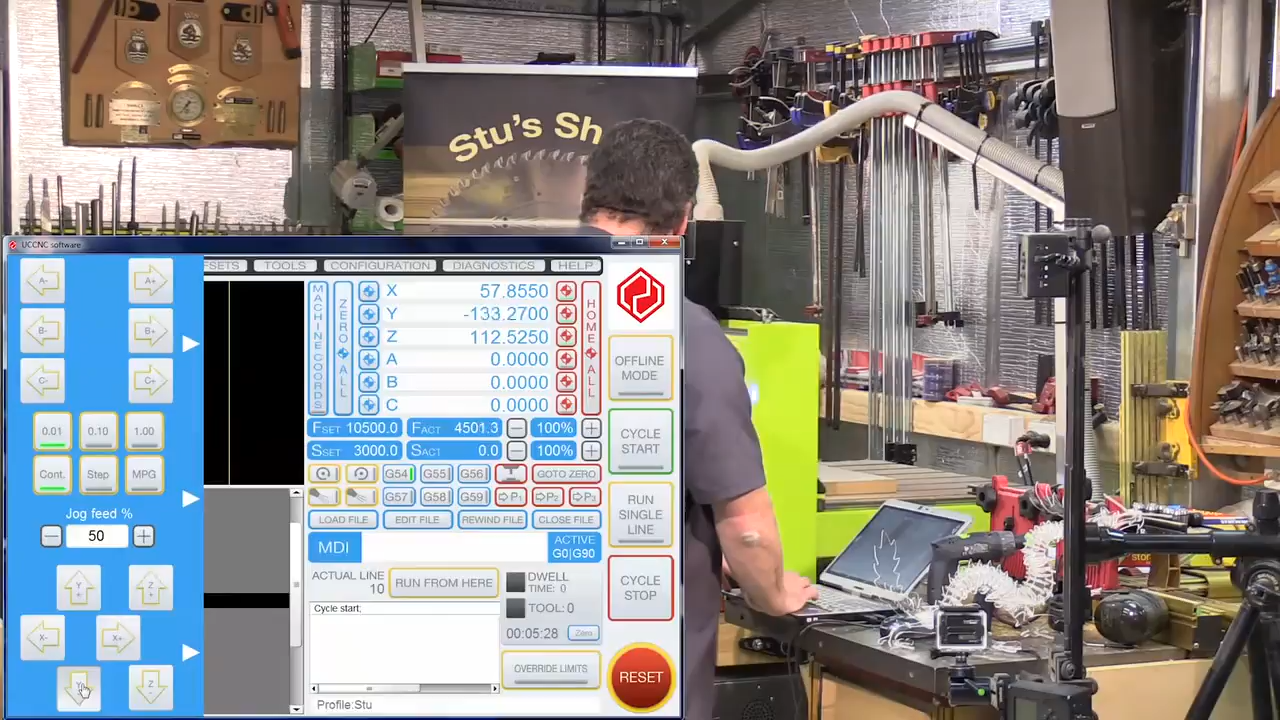 Stu's Sh
UCCNC software
SETS TOOLS CONFIGURATION DIAGNOSTICS HELP
A- A+
B- B+
C- C+
0.01 0.10 1.00
Cont. Step MPG
Jog feed %
50
Y+ Z+
X- X+
Z-
MACHINE COORDS
ZERO ALL
X 57.8550
Y -133.2700
Z 112.5250
A 0.0000
B 0.0000
C 0.0000
HOME ALL
FSET 10500.0 FACT 4501.3 100%
SSET 3000.0 SACT 0.0 100%
G54 G55 G56 GOTO ZERO
G57 G58 G59 P1 P2 P3
LOAD FILE EDIT FILE REWIND FILE CLOSE FILE
MDI
ACTIVE
G0|G90
ACTUAL LINE
10
RUN FROM HERE
DWELL
TIME: 0
TOOL: 0
Cycle start;
00:05:28 Zero
OVERRIDE LIMITS
Profile:Stu
OFFLINE
MODE
CYCLE
START
RUN
SINGLE
LINE
CYCLE
STOP
RESET